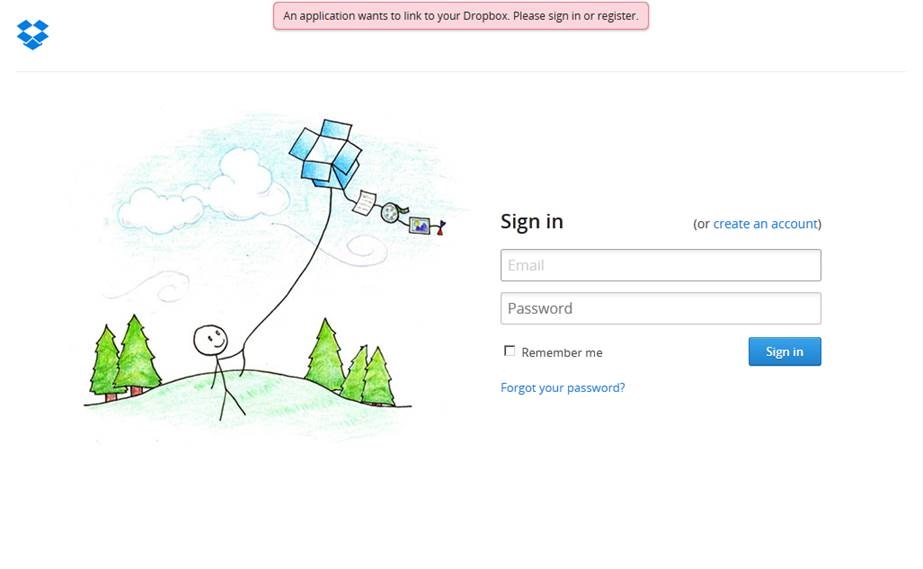 An application wants to link to your Dropbox. Please sign in or register.
Sign in (or create an account)
Email
Password
Remember me Sign in
Forgot your password?